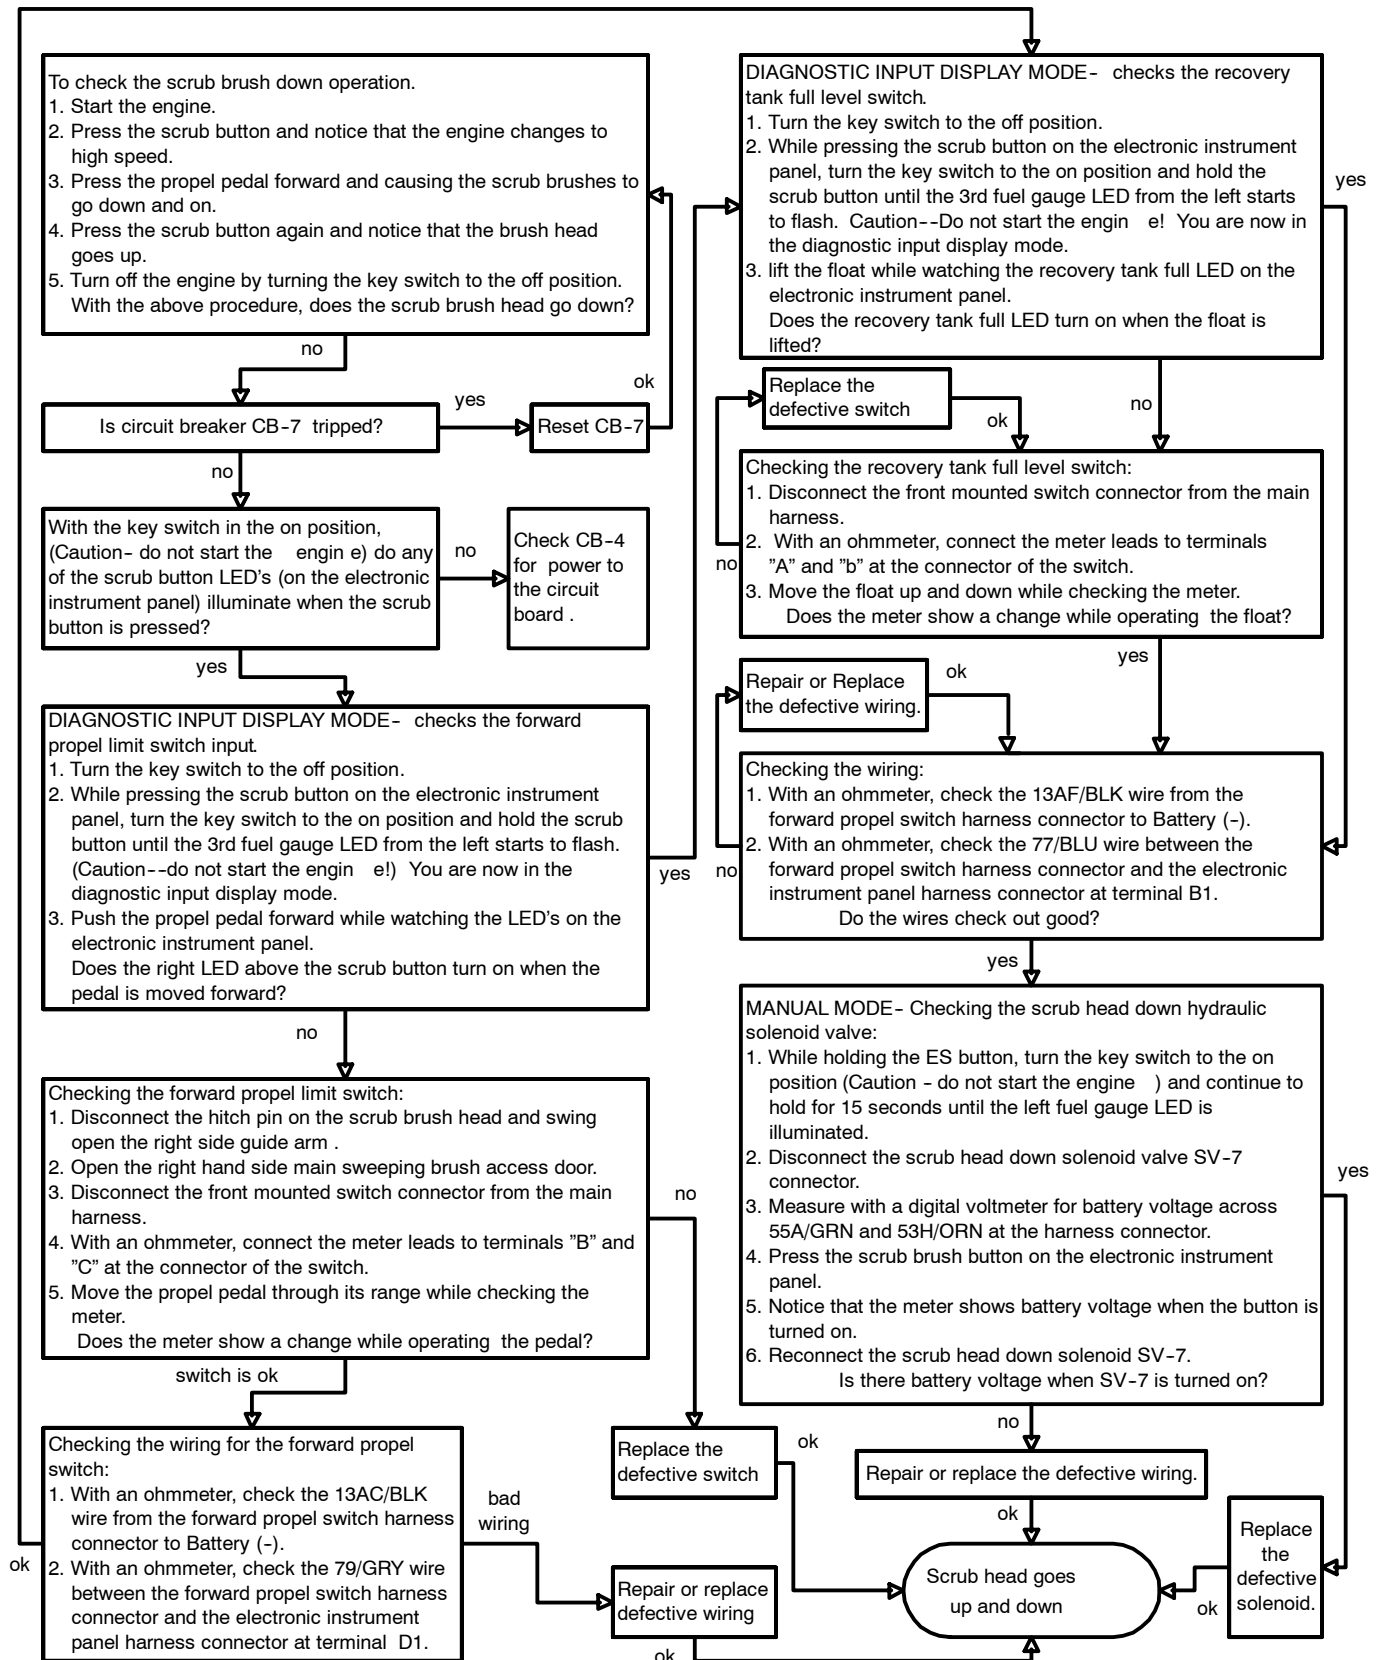 To check the scrub brush down operation.
1. Start the engine.
2. Press the scrub button and notice that the engine changes to
high speed.
3. Press the propel pedal forward and causing the scrub brushes to
go down and on.
4. Press the scrub button again and notice that the brush head
goes up.
5. Turn off the engine by turning the key switch to the off position.
With the above procedure, does the scrub brush head go down?
no
ok
Is circuit breaker CB-7 tripped?
yes
Reset CB-7
no
With the key switch in the on position,
(Caution- do not start the engin e) do any
of the scrub button LED's (on the electronic
instrument panel) illuminate when the scrub
button is pressed?
no
Check CB-4
for power to
the circuit
board .
yes
DIAGNOSTIC INPUT DISPLAY MODE- checks the forward
propel limit switch input.
1. Turn the key switch to the off position.
2. While pressing the scrub button on the electronic instrument
panel, turn the key switch to the on position and hold the scrub
button until the 3rd fuel gauge LED from the left starts to flash.
(Caution--do not start the engin e!) You are now in the
diagnostic input display mode.
3. Push the propel pedal forward while watching the LED's on the
electronic instrument panel.
Does the right LED above the scrub button turn on when the
pedal is moved forward?
yes
no
Checking the forward propel limit switch:
1. Disconnect the hitch pin on the scrub brush head and swing
open the right side guide arm .
2. Open the right hand side main sweeping brush access door.
3. Disconnect the front mounted switch connector from the main
harness.
4. With an ohmmeter, connect the meter leads to terminals ”B” and
”C” at the connector of the switch.
5. Move the propel pedal through its range while checking the
meter.
Does the meter show a change while operating the pedal?
no
switch is ok
Checking the wiring for the forward propel
switch:
1. With an ohmmeter, check the 13AC/BLK
wire from the forward propel switch harness
connector to Battery (-).
2. With an ohmmeter, check the 79/GRY wire
between the forward propel switch harness
connector and the electronic instrument
panel harness connector at terminal D1.
ok
bad
wiring
Replace the
defective switch
ok
Repair or replace
defective wiring
ok
DIAGNOSTIC INPUT DISPLAY MODE- checks the recovery
tank full level switch.
1. Turn the key switch to the off position.
2. While pressing the scrub button on the electronic instrument
panel, turn the key switch to the on position and hold the
scrub button until the 3rd fuel gauge LED from the left starts
to flash. Caution--Do not start the engin e! You are now in
the diagnostic input display mode.
3. lift the float while watching the recovery tank full LED on the
electronic instrument panel.
Does the recovery tank full LED turn on when the float is
lifted?
yes
no
Replace the
defective switch
ok
Checking the recovery tank full level switch:
1. Disconnect the front mounted switch connector from the main
harness.
2. With an ohmmeter, connect the meter leads to terminals
”A” and ”b” at the connector of the switch.
3. Move the float up and down while checking the meter.
Does the meter show a change while operating the float?
no
yes
Repair or Replace
the defective wiring.
ok
Checking the wiring:
1. With an ohmmeter, check the 13AF/BLK wire from the
forward propel switch harness connector to Battery (-).
2. With an ohmmeter, check the 77/BLU wire between the
forward propel switch harness connector and the electronic
instrument panel harness connector at terminal B1.
Do the wires check out good?
no
yes
MANUAL MODE- Checking the scrub head down hydraulic
solenoid valve:
1. While holding the ES button, turn the key switch to the on
position (Caution - do not start the engine ) and continue to
hold for 15 seconds until the left fuel gauge LED is
illuminated.
2. Disconnect the scrub head down solenoid valve SV-7
connector.
3. Measure with a digital voltmeter for battery voltage across
55A/GRN and 53H/ORN at the harness connector.
4. Press the scrub brush button on the electronic instrument
panel.
5. Notice that the meter shows battery voltage when the button is
turned on.
6. Reconnect the scrub head down solenoid SV-7.
Is there battery voltage when SV-7 is turned on?
yes
no
Repair or replace the defective wiring.
ok
Replace
the
defective
solenoid.
ok
Scrub head goes
up and down